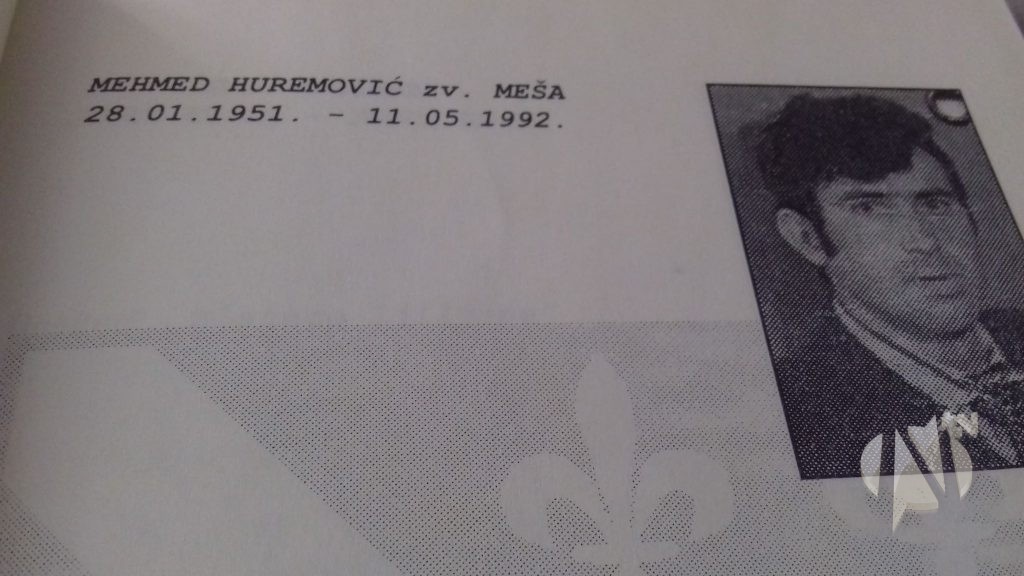 MEHMED HUREMOVIĆ zv. MEŠA
28.01.1951. - 11.05.1992.